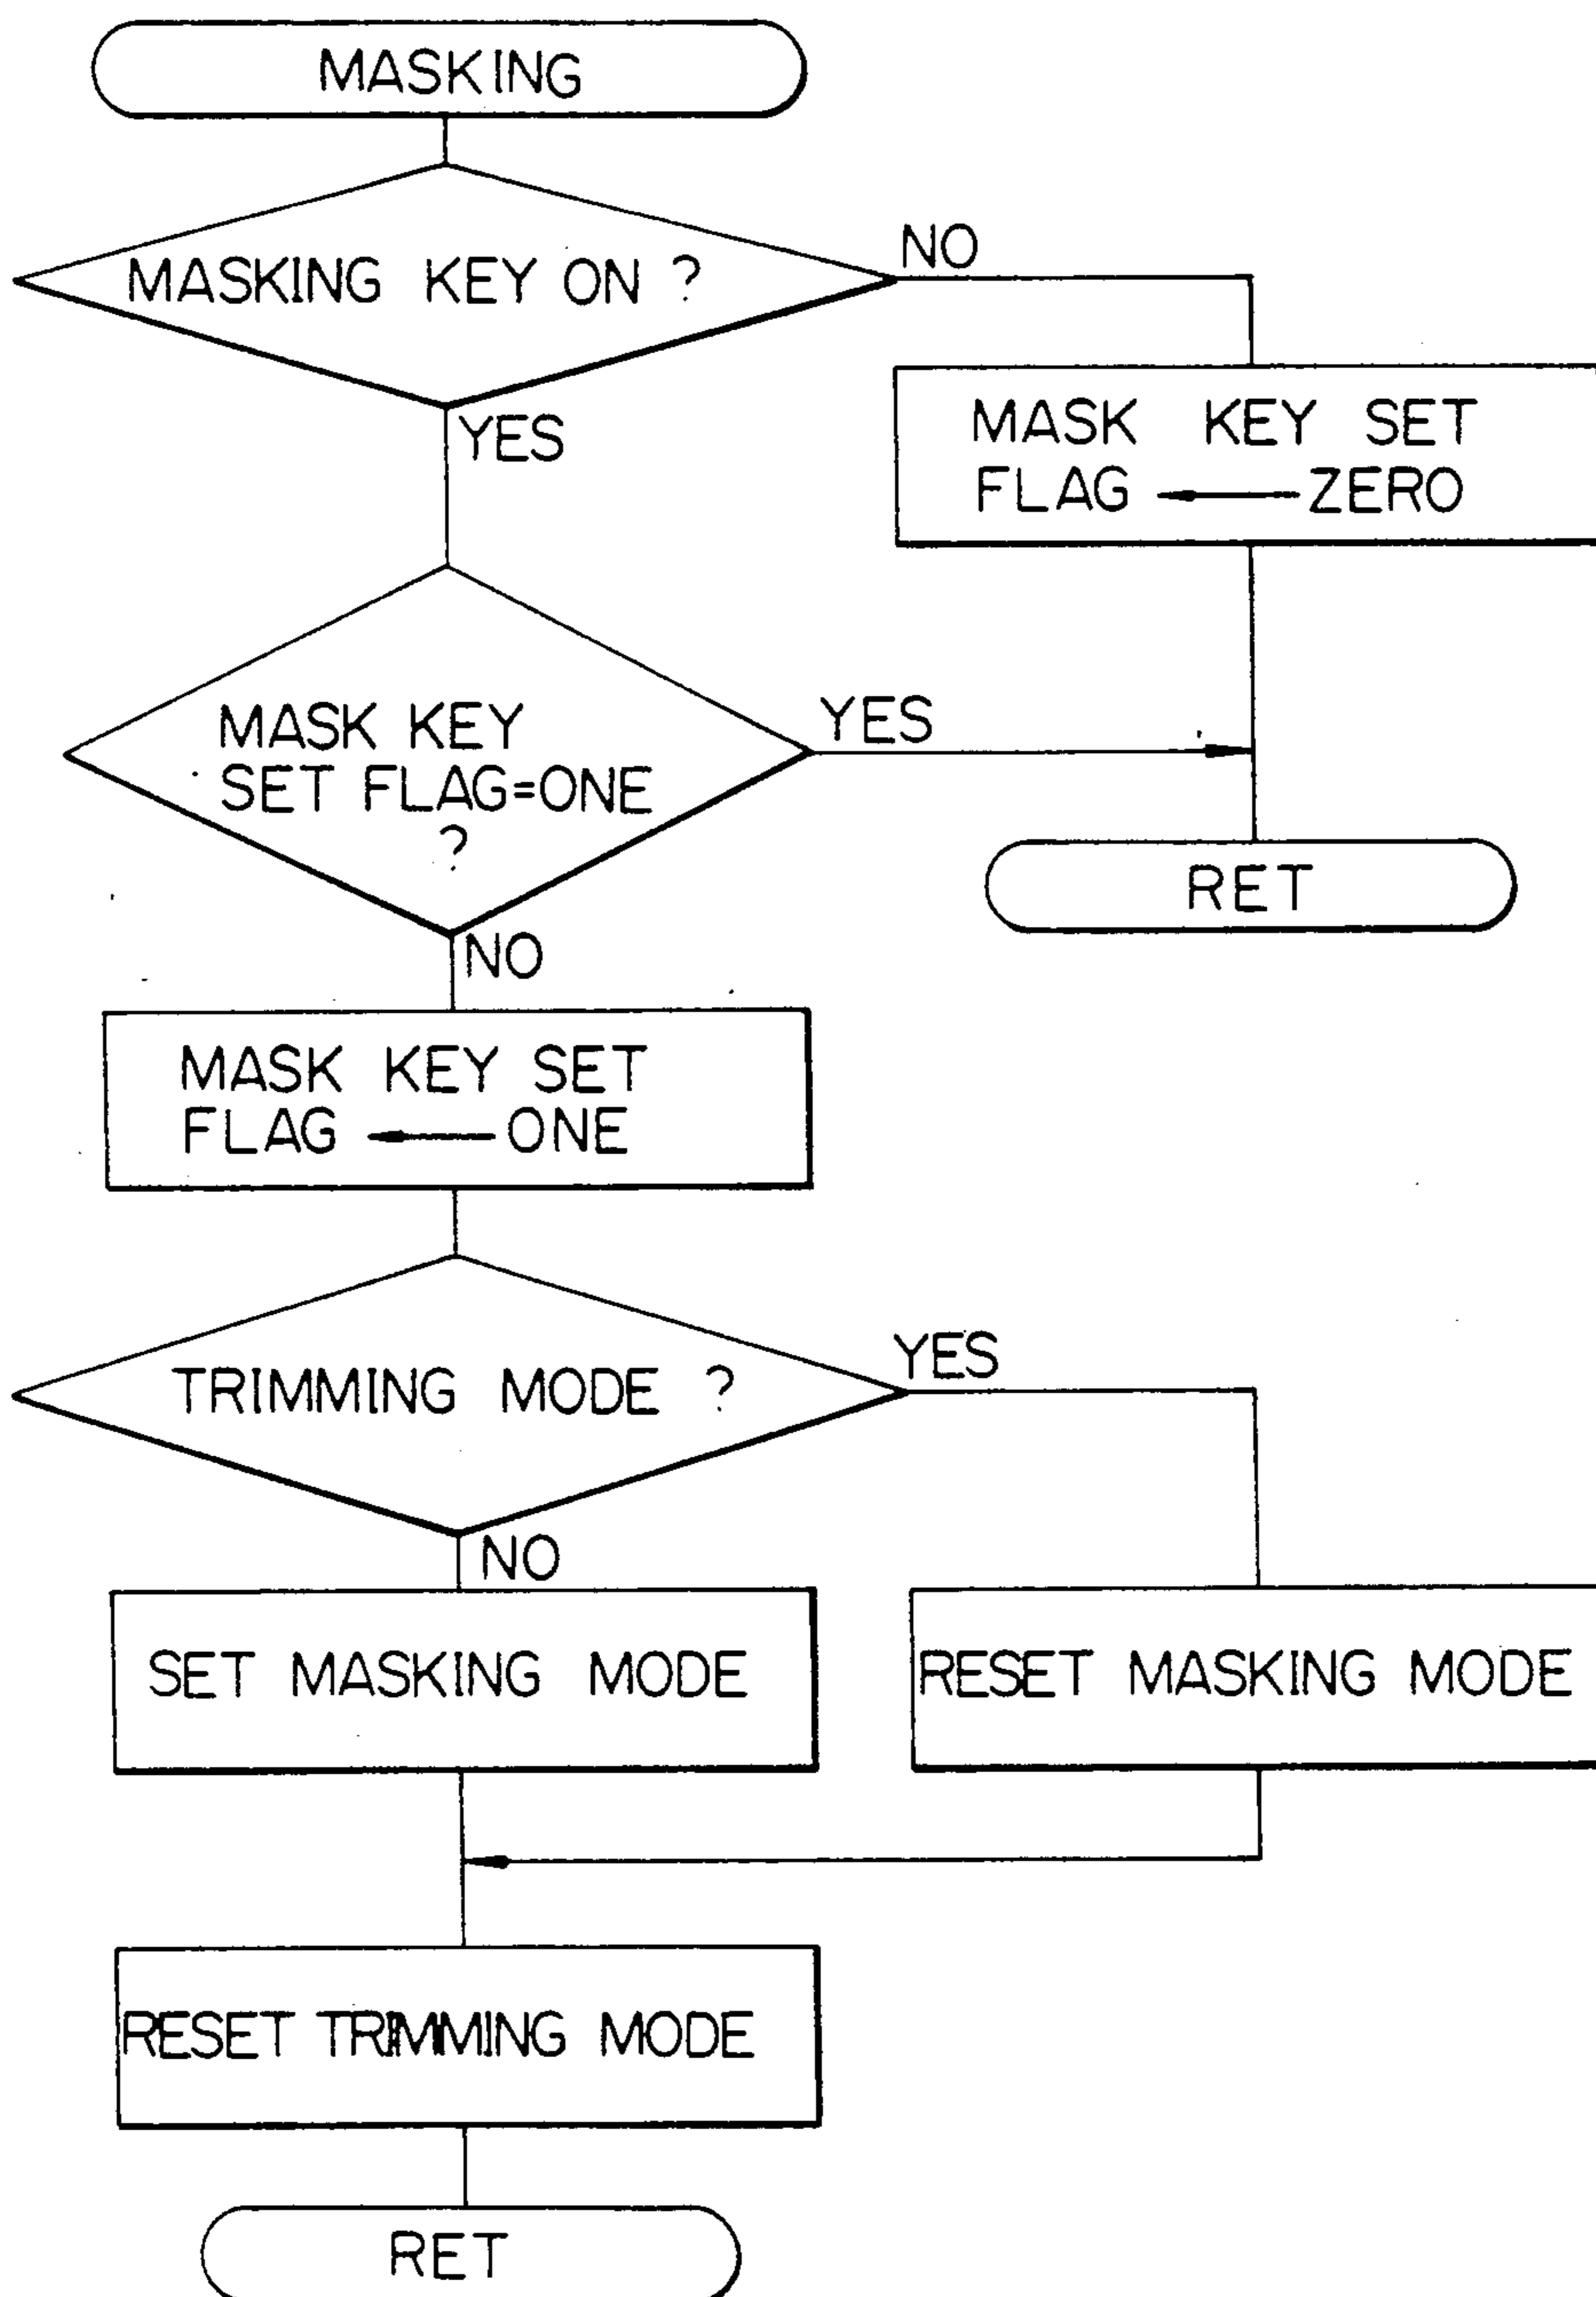 MASKING
MASKING KEY ON ?
NO
YES
MASK KEY SET
FLAG ← ZERO
MASK KEY
SET FLAG=ONE
?
YES
NO
RET
MASK KEY SET
FLAG ← ONE
TRIMMING MODE ?
YES
NO
SET MASKING MODE
RESET MASKING MODE
RESET TRIMMING MODE
RET